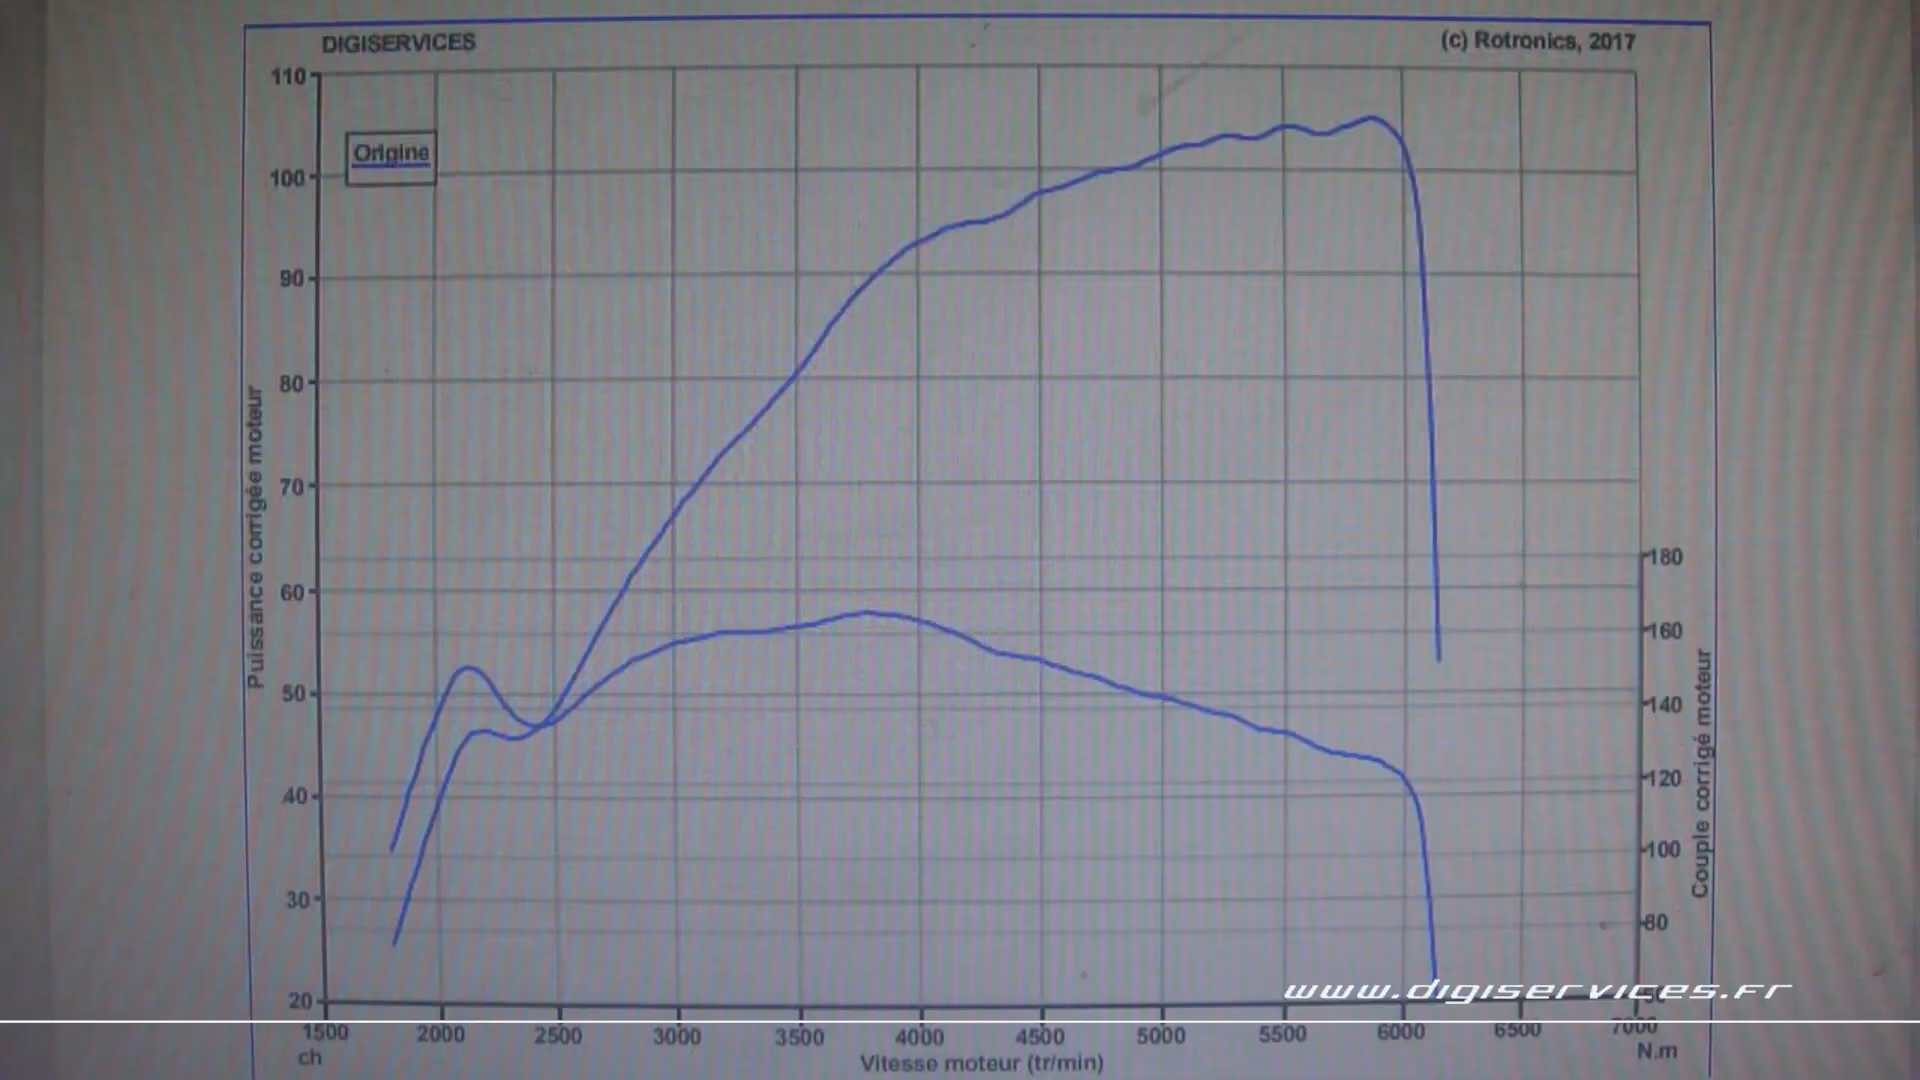 DIGISERVICES
(c) Rotronics, 2017
Origine
Puissance corrigée moteur
110
100
90
80
70
60
50
40
30
20
180
160
140
120
100
80
Couple corrigé moteur
1500 2000 2500 3000 3500 4000 4500 5000 5500 6000 6500 7000
ch
Vitesse moteur (tr/min)
N.m
www.digiservices.fr